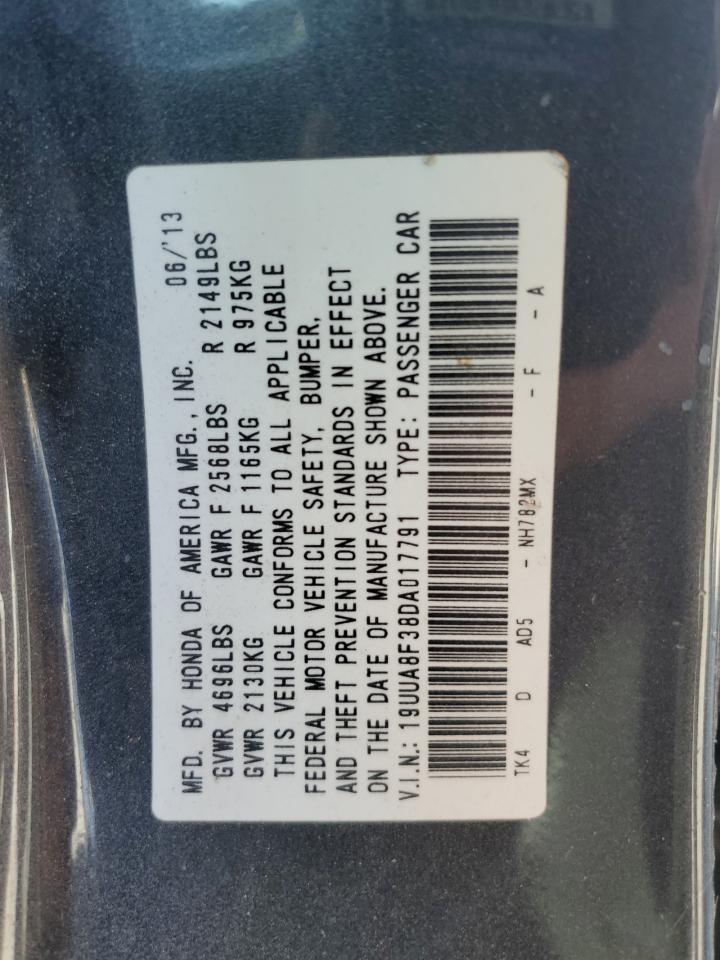 MFD. BY HONDA OF AMERICA MFG., INC. 06/'13
GVWR 4696LBS GAWR F 2568LBS R 2149LBS
GVWR 2130KG GAWR F 1165KG R 975KG
THIS VEHICLE CONFORMS TO ALL APPLICABLE
FEDERAL MOTOR VEHICLE SAFETY, BUMPER,
AND THEFT PREVENTION STANDARDS IN EFFECT
ON THE DATE OF MANUFACTURE SHOWN ABOVE.
V.I.N.: 19UUA8F38DA017791 TYPE: PASSENGER CAR
TK4 D AD5 - NH782MX - F - A